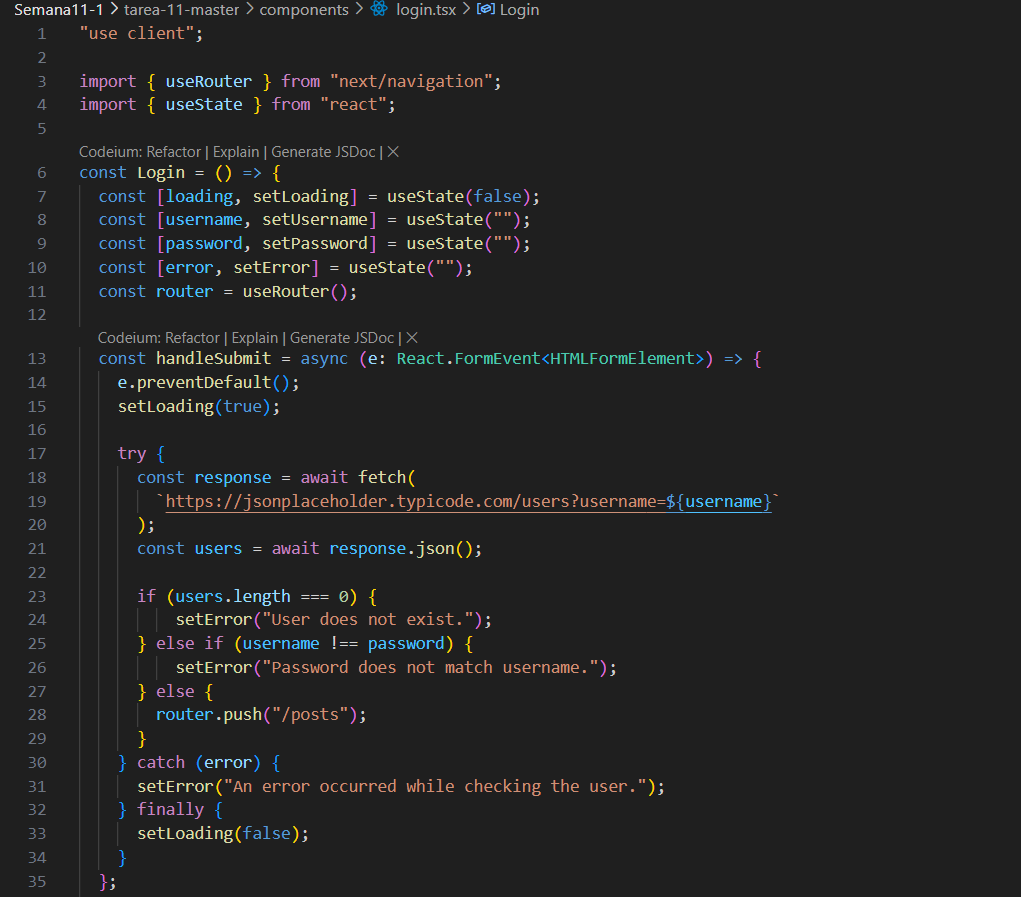 Semana11-1 > tarea-11-master > components > login.tsx > Login
1 "use client";
2
3 import { useRouter } from "next/navigation";
4 import { useState } from "react";
5
Codeium: Refactor | Explain | Generate JSDoc | ×
6 const Login = () => {
7 const [loading, setLoading] = useState(false);
8 const [username, setUsername] = useState("");
9 const [password, setPassword] = useState("");
10 const [error, setError] = useState("");
11 const router = useRouter();
12
Codeium: Refactor | Explain | Generate JSDoc | ×
13 const handleSubmit = async (e: React.FormEvent<HTMLFormElement>) => {
14 e.preventDefault();
15 setLoading(true);
16
17 try {
18 const response = await fetch(
19 `https://jsonplaceholder.typicode.com/users?username=${username}`
20 );
21 const users = await response.json();
22
23 if (users.length === 0) {
24 setError("User does not exist.");
25 } else if (username !== password) {
26 setError("Password does not match username.");
27 } else {
28 router.push("/posts");
29 }
30 } catch (error) {
31 setError("An error occurred while checking the user.");
32 } finally {
33 setLoading(false);
34 }
35 };